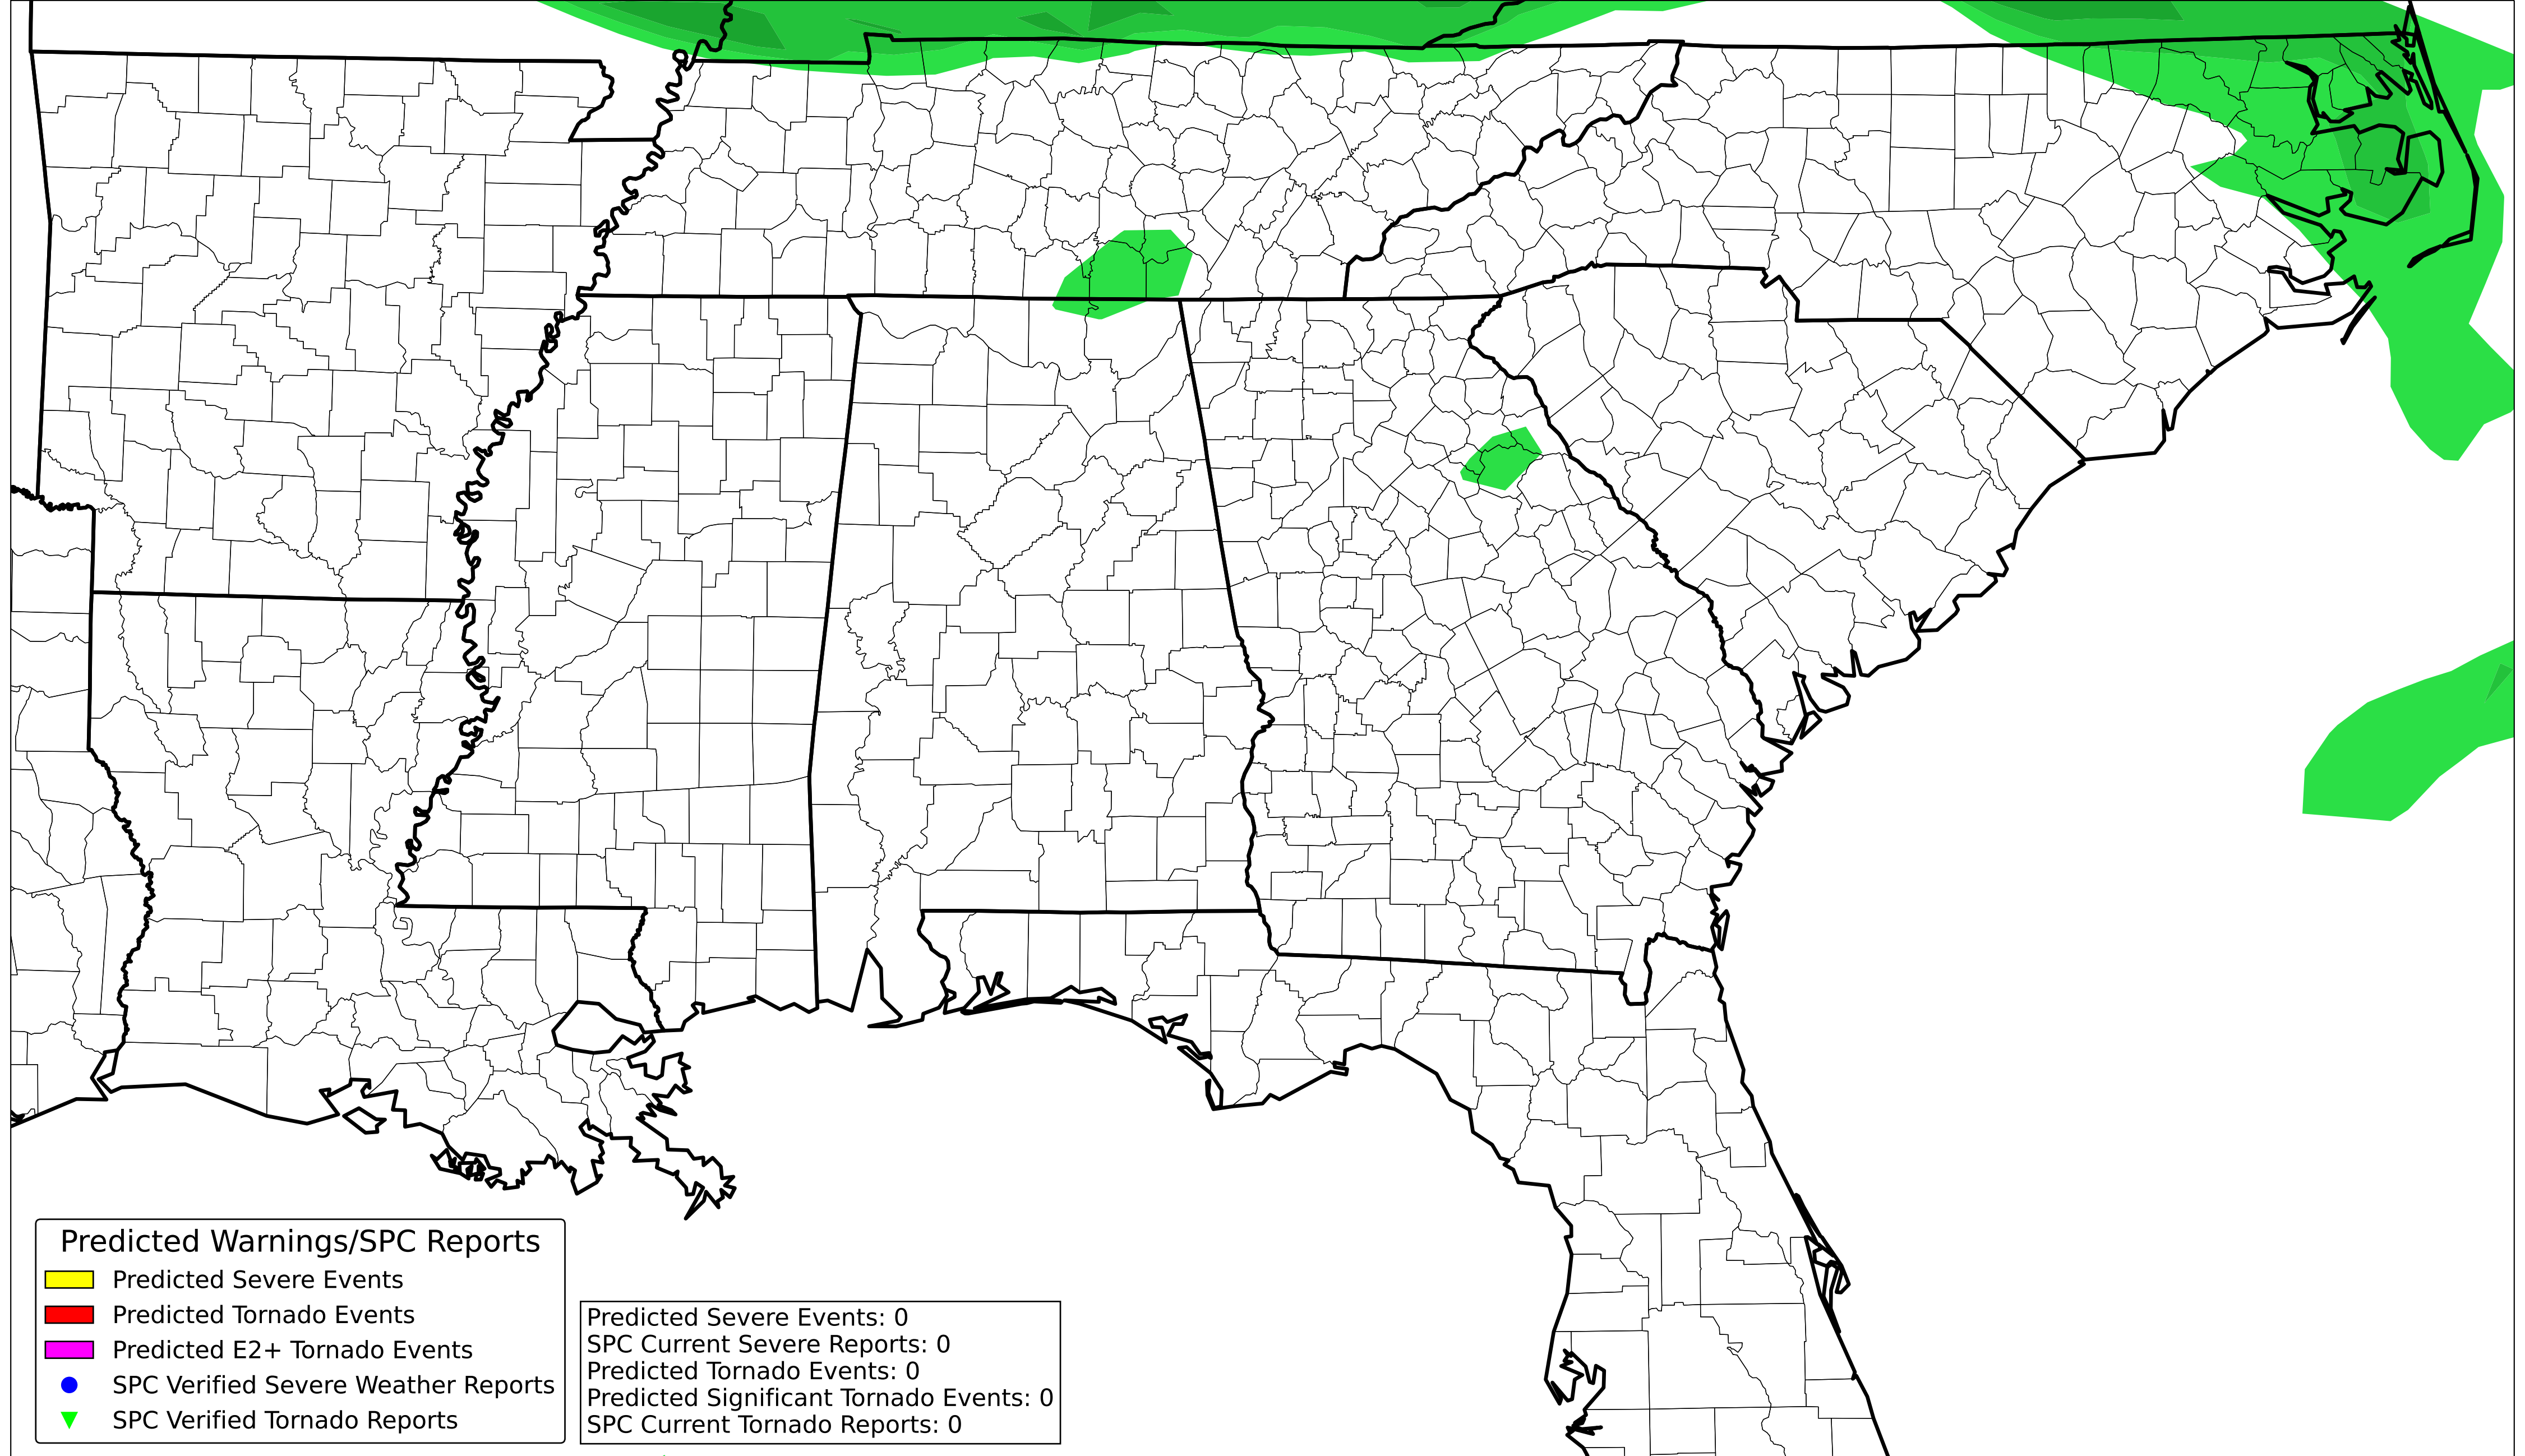 Predicted Warnings/SPC Reports
Predicted Severe Events
Predicted Tornado Events
Predicted E2+ Tornado Events
SPC Verified Severe Weather Reports
SPC Verified Tornado Reports
Predicted Severe Events: 0
SPC Current Severe Reports: 0
Predicted Tornado Events: 0
Predicted Significant Tornado Events: 0
SPC Current Tornado Reports: 0